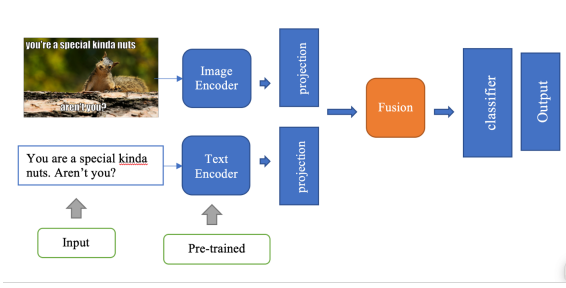 you're a special kinda nuts
aren't you?
Image
Encoder
projection
Fusion
classifier
Output
You are a special kinda
nuts. Aren't you?
Text
Encoder
projection
Input
Pre-trained